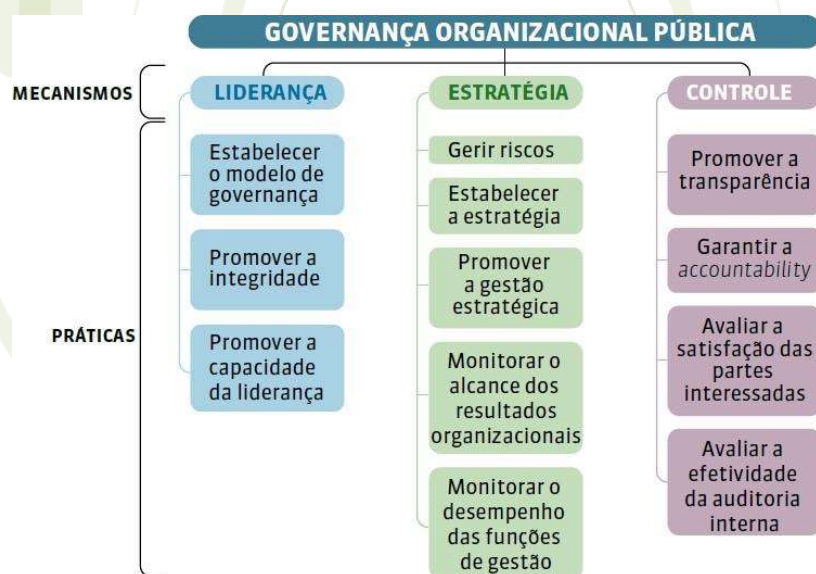 GOVERNANÇA ORGANIZACIONAL PÚBLICA
MECANISMOS
LIDERANÇA
ESTRATÉGIA
CONTROLE
PRÁTICAS
Estabelecer
o modelo de
governança
Promover a
integridade
Promover a
capacidade
da liderança
Gerir riscos
Estabelecer
a estratégia
Promover
a gestão
estratégica
Monitorar o
alcance dos
resultados
organizacionais
Monitorar o
desempenho
das funções
de gestão
Promover a
transparência
Garantir a
accountability
Avaliar a
satisfação das
partes
interessadas
Avaliar a
efetividade
da auditoria
interna